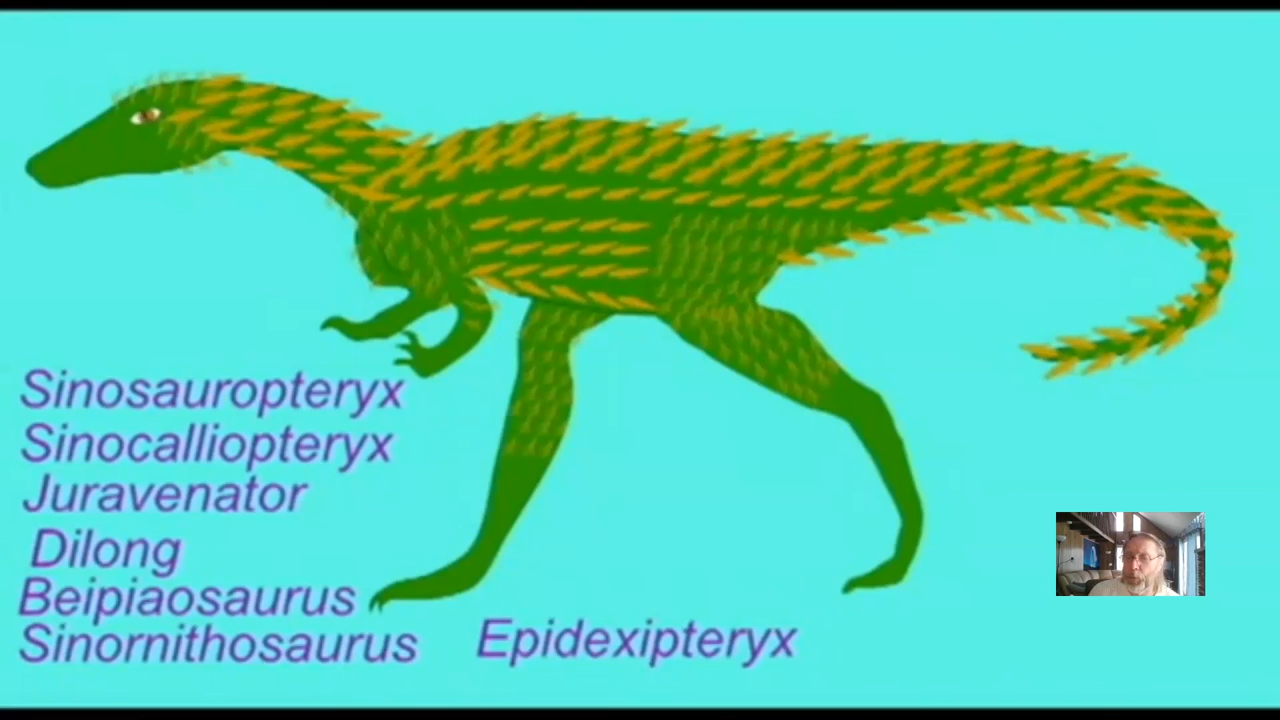 Sinosauropteryx
Sinocalliopteryx
Juravenator
Dilong
Beipiaosaurus
Sinornithosaurus
Epidexipteryx